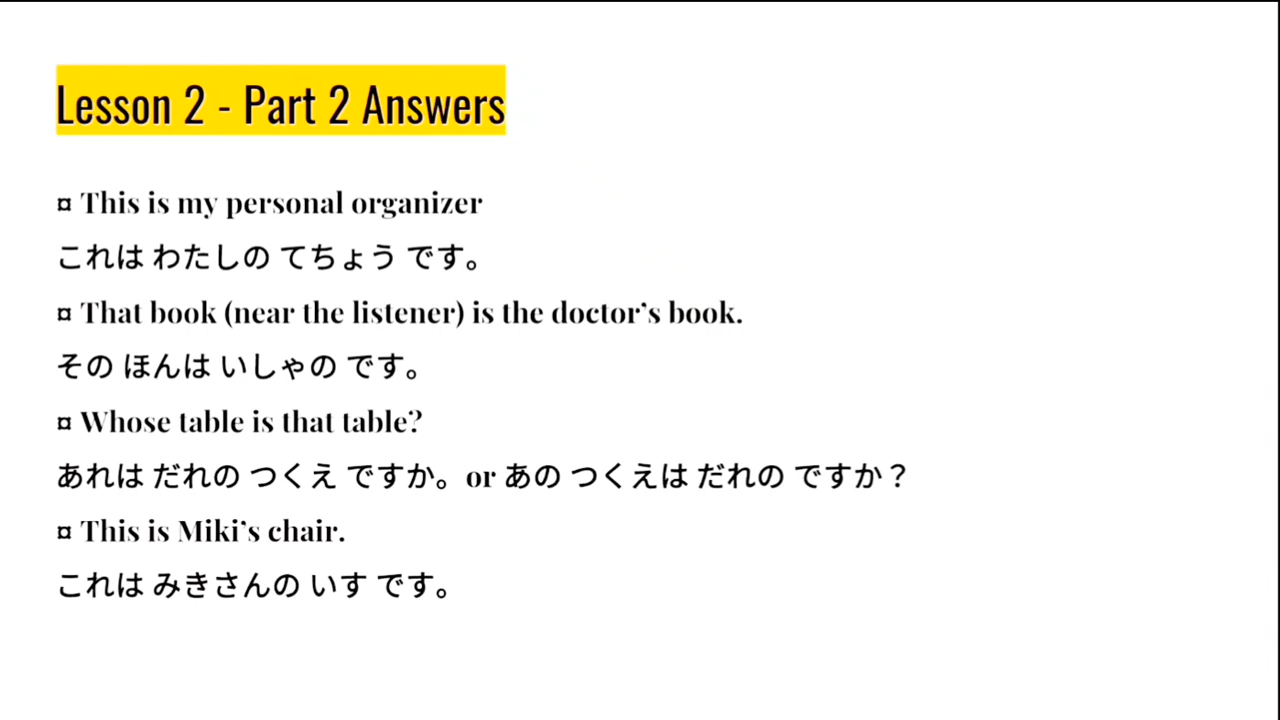 Lesson 2 - Part 2 Answers
¤ This is my personal organizer
これは わたしの てちょう です。
¤ That book (near the listener) is the doctor’s book.
その ほんは いしゃの です。
¤ Whose table is that table?
あれは だれの つくえ ですか。or あの つくえは だれの ですか？
¤ This is Miki’s chair.
これは みきさんの いす です。